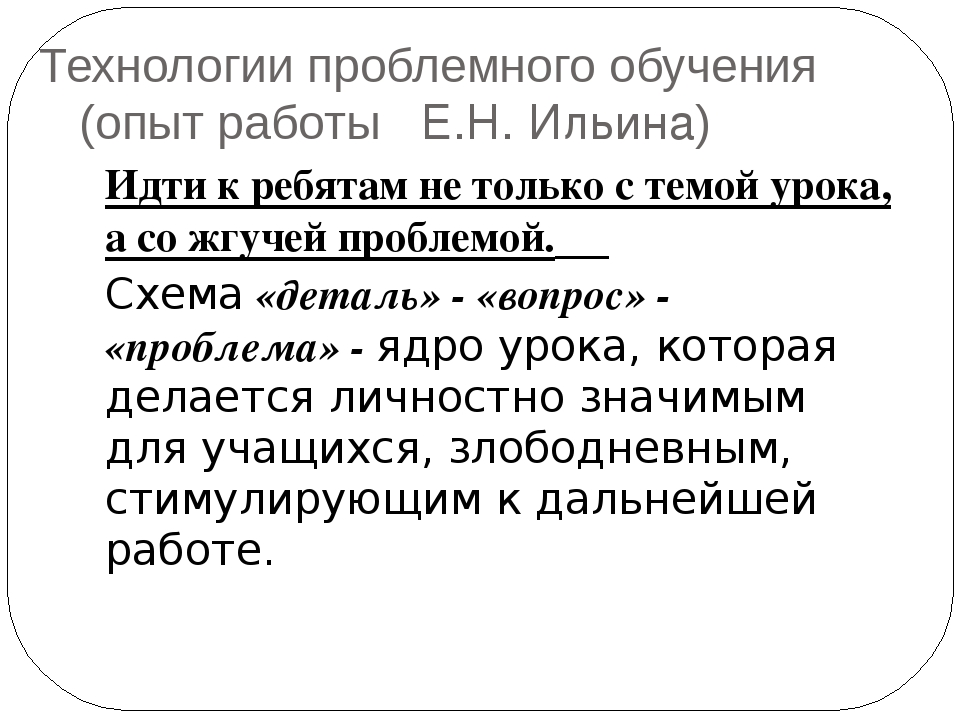 Технологии проблемного обучения
(опыт работы Е.Н. Ильина)
Идти к ребятам не только с темой урока,
а со жгучей проблемой.
Схема «деталь» - «вопрос» -
«проблема» - ядро урока, которая
делается личностно значимым
для учащихся, злободневным,
стимулирующим к дальнейшей
работе.